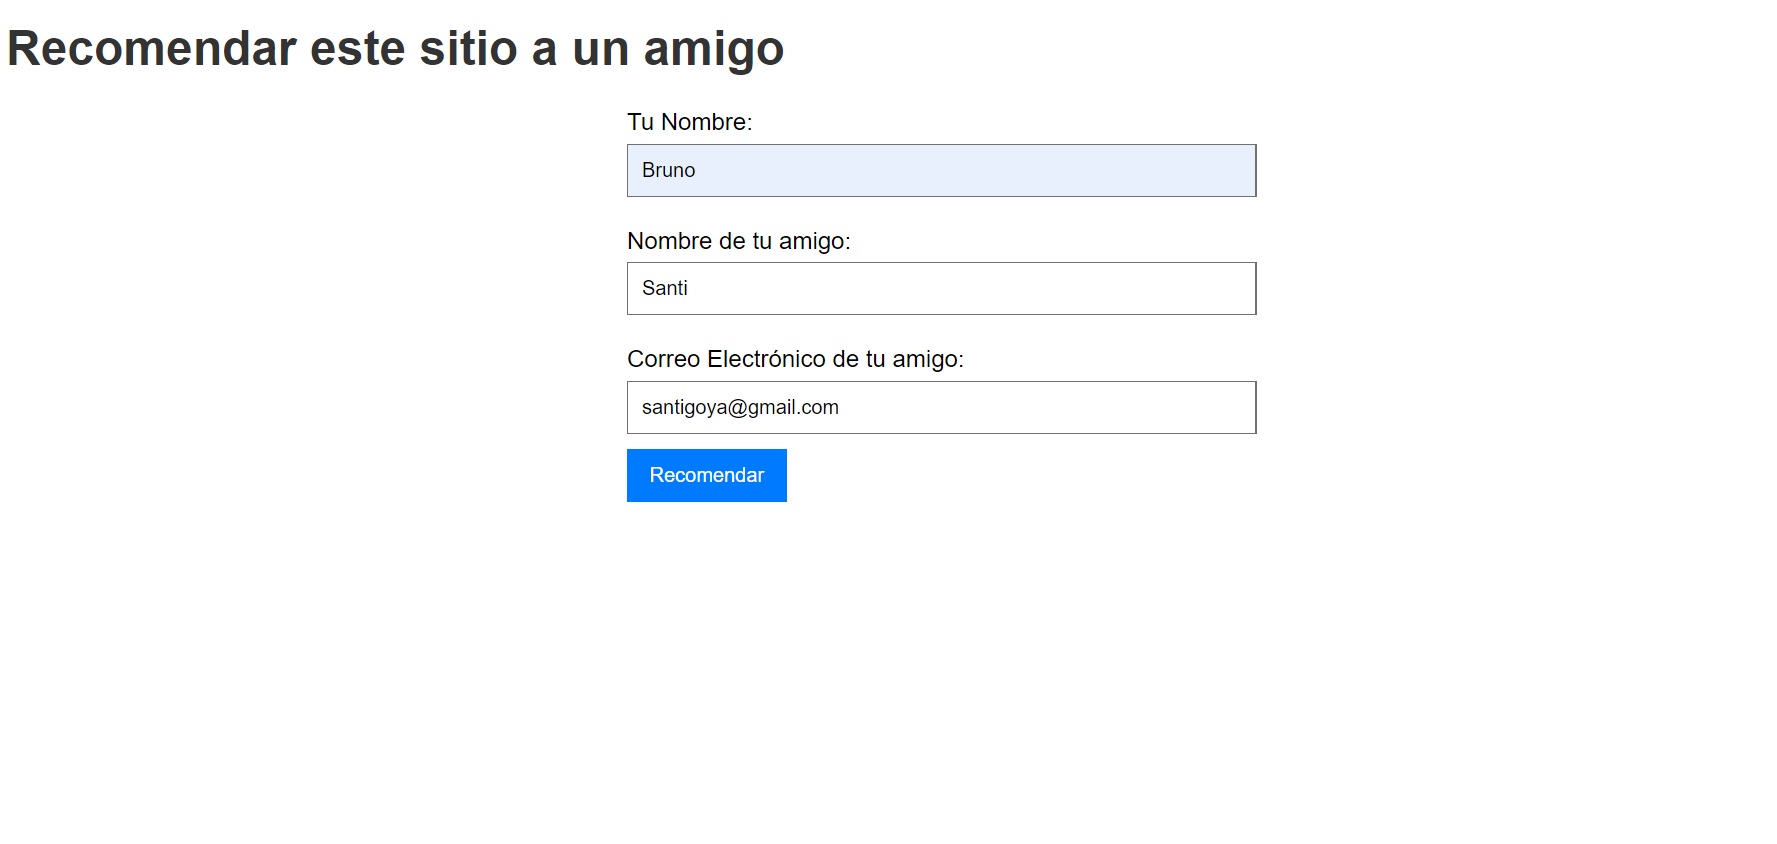 Recomendar este sitio a un amigo
Tu Nombre:
Bruno
Nombre de tu amigo:
Santi
Correo Electrónico de tu amigo:
santigoya@gmail.com
Recomendar